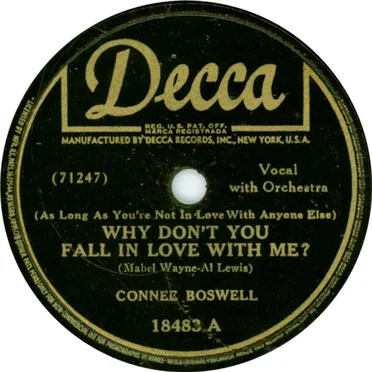 Decca
REG. U.S. PAT. OFF.
MARCA REGISTRADA
MANUFACTURED BY DECCA RECORDS, INC., NEW YORK, U.S.A.
(71247)
Vocal
with Orchestra
(As Long As You're Not In Love With Anyone Else)
WHY DON'T YOU
FALL IN LOVE WITH ME?
(Mabel Wayne-Al Lewis)
CONNEE BOSWELL
18483 A